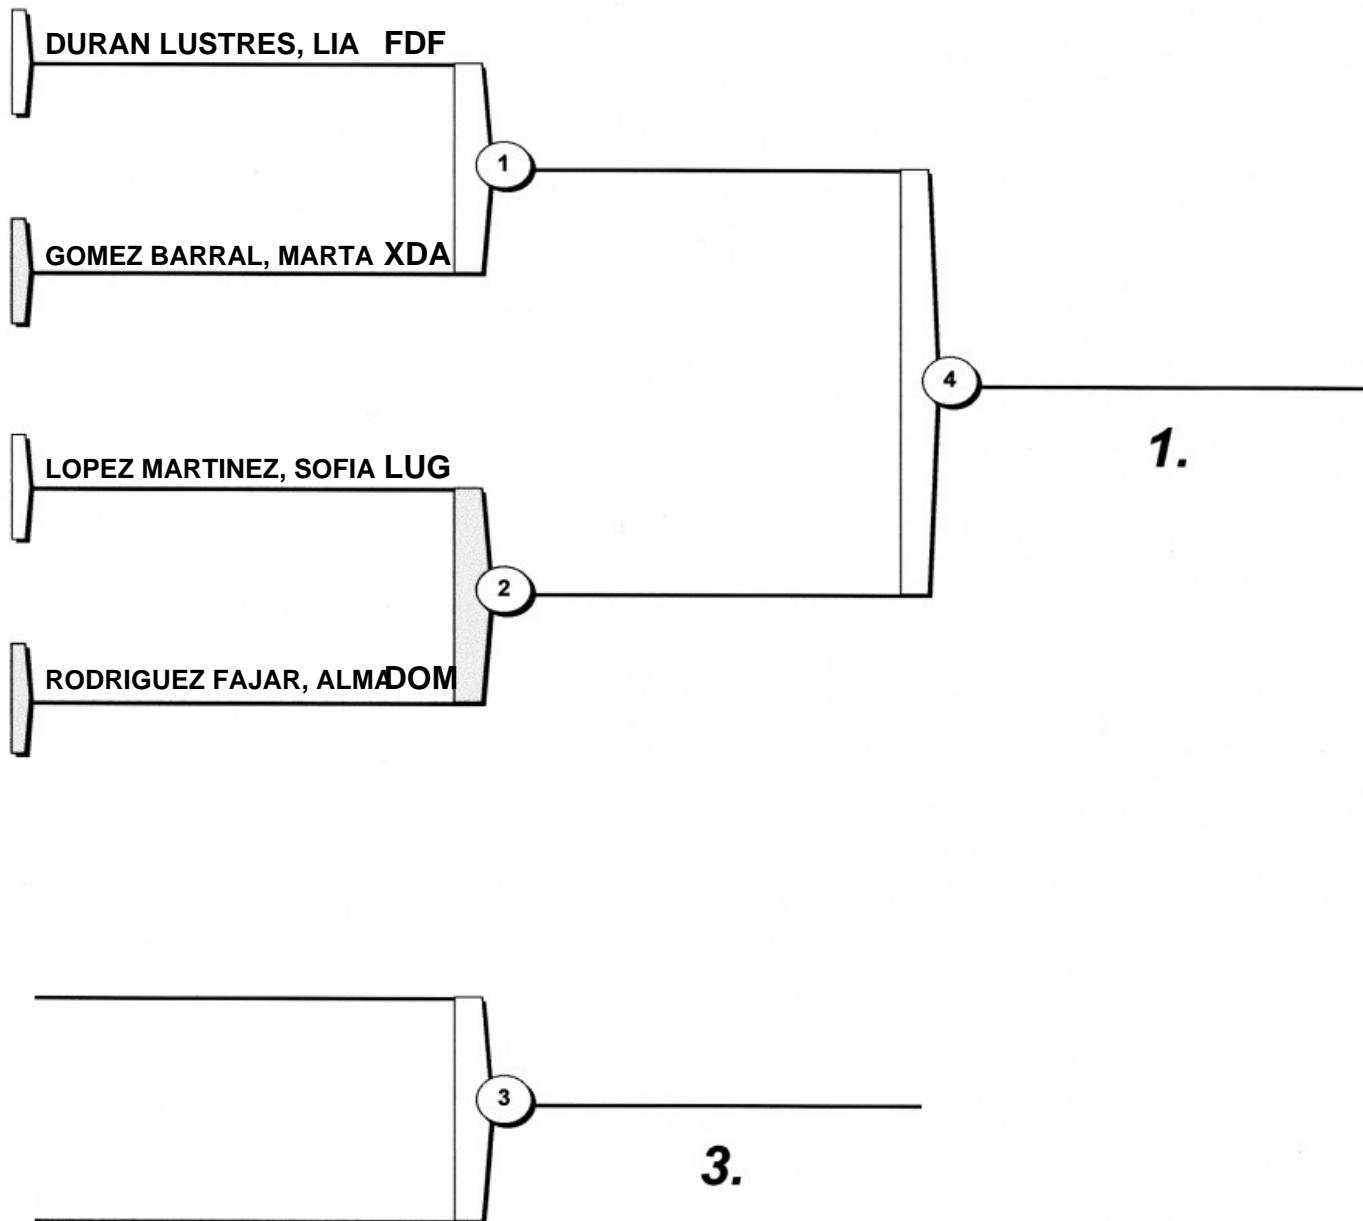 DURAN LUSTRES, LIA FDF
1
GOMEZ BARRAL, MARTA XDA
4
1.
LOPEZ MARTINEZ, SOFIA LUG
2
RODRIGUEZ FAJAR, ALMA DOM
3
3.